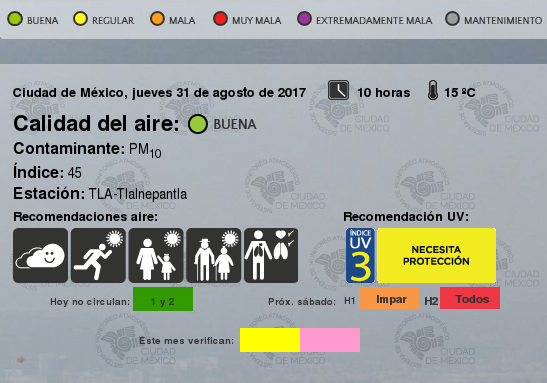 BUENA REGULAR MALA MUY MALA EXTREMADAMENTE MALA MANTENIMIENTO
Ciudad de México, jueves 31 de agosto de 2017 10 horas 15 ºC
Calidad del aire: BUENA
Contaminante: PM10
Índice: 45
Estación: TLA-Tlalnepantla
Recomendaciones aire: Recomendación UV:
ÍNDICE
UV
3
NECESITA
PROTECCIÓN
Hoy no circulan: 1 y 2 Próx. sábado: H1 Impar H2 Todos
Este mes verifican:
CIUDAD
DE MÉXICO